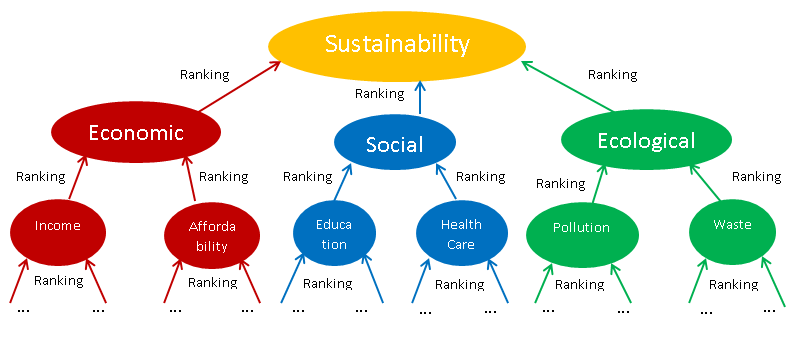 Sustainability
Ranking
Ranking
Ranking
Economic
Social
Ecological
Ranking
Ranking
Ranking
Ranking
Ranking
Ranking
Income
Afforda
bility
Educa
tion
Health
Care
Pollution
Waste
Ranking
Ranking
Ranking
Ranking
Ranking
Ranking
... ... ... ... ... ... ... ... ... ... ... ...